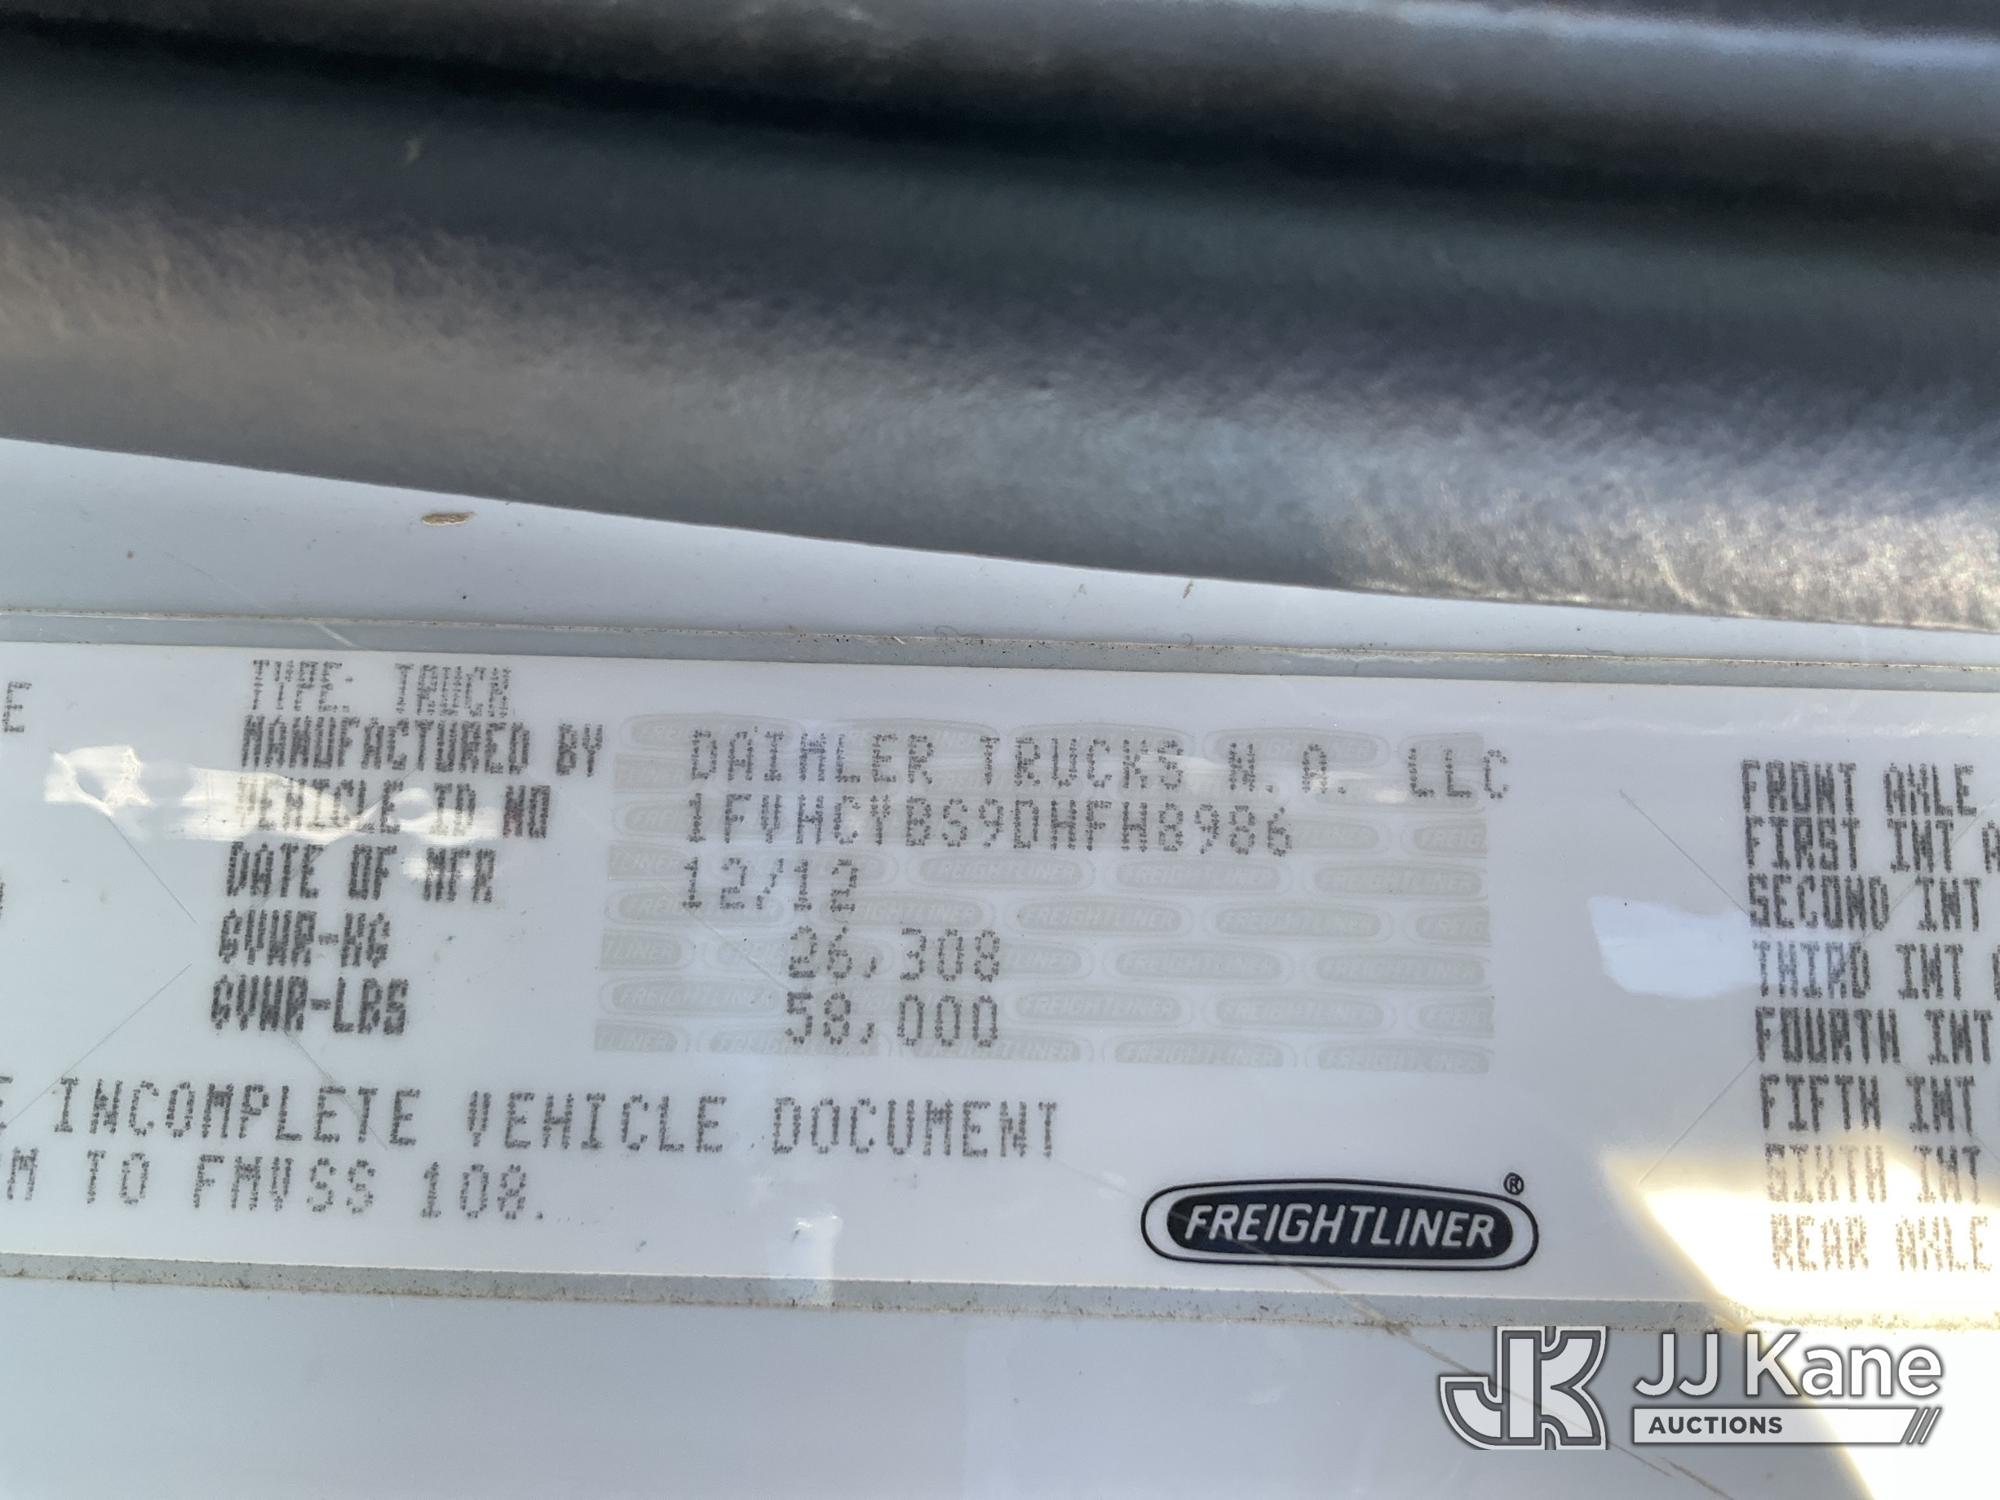 E
TYPE: TRUCK
MANUFACTURED BY DAIMLER TRUCKS N.A. LLC
VEHICLE ID NO 1FVHCYBS9DHFH8986
DATE OF MFR 12/12
GVWR-KG 26,308
GVWR-LBS 58,000
INCOMPLETE VEHICLE DOCUMENT
TO FMVSS 108.
FREIGHTLINER®
FRONT AXLE
FIRST INT A
SECOND INT
THIRD INT
FOURTH INT
FIFTH INT
SIXTH INT
REAR AXLE
JK JJ Kane
AUCTIONS